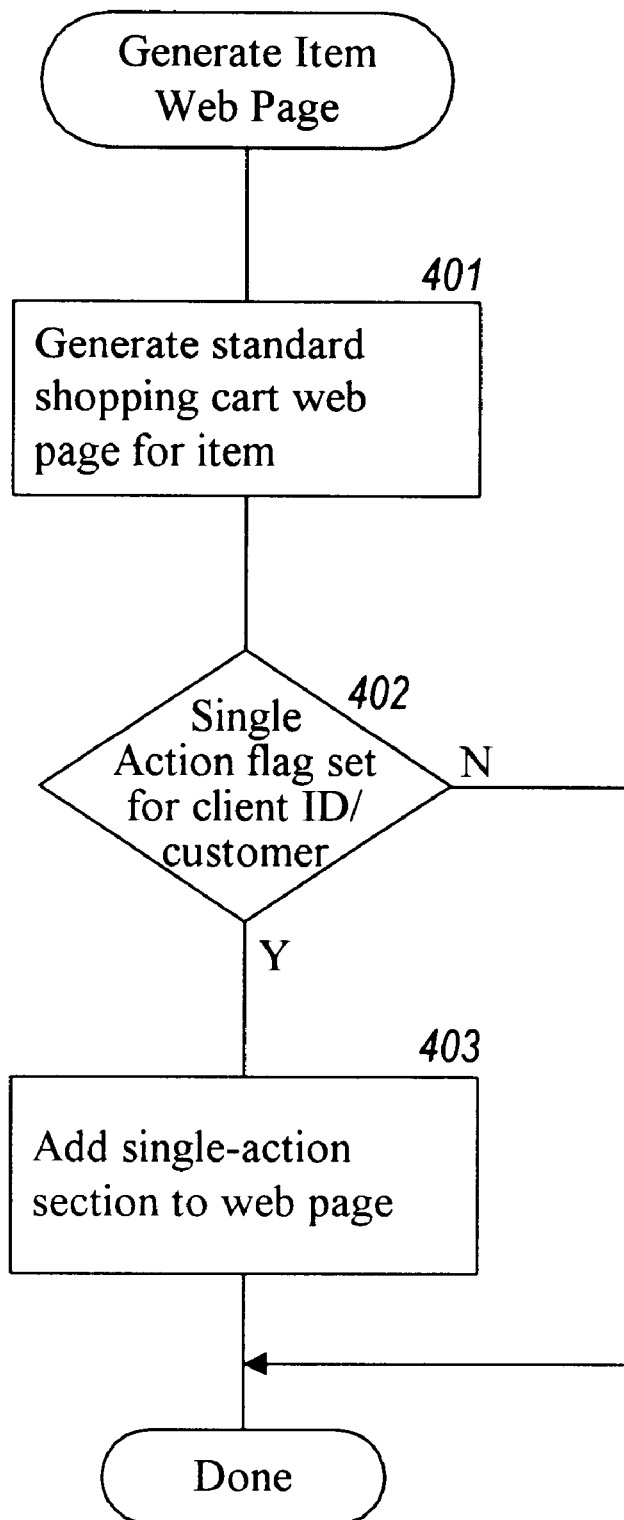 Generate Item
Web Page
401
Generate standard
shopping cart web
page for item
402
Single
Action flag set
for client ID/
customer
N
Y
403
Add single-action
section to web page
Done